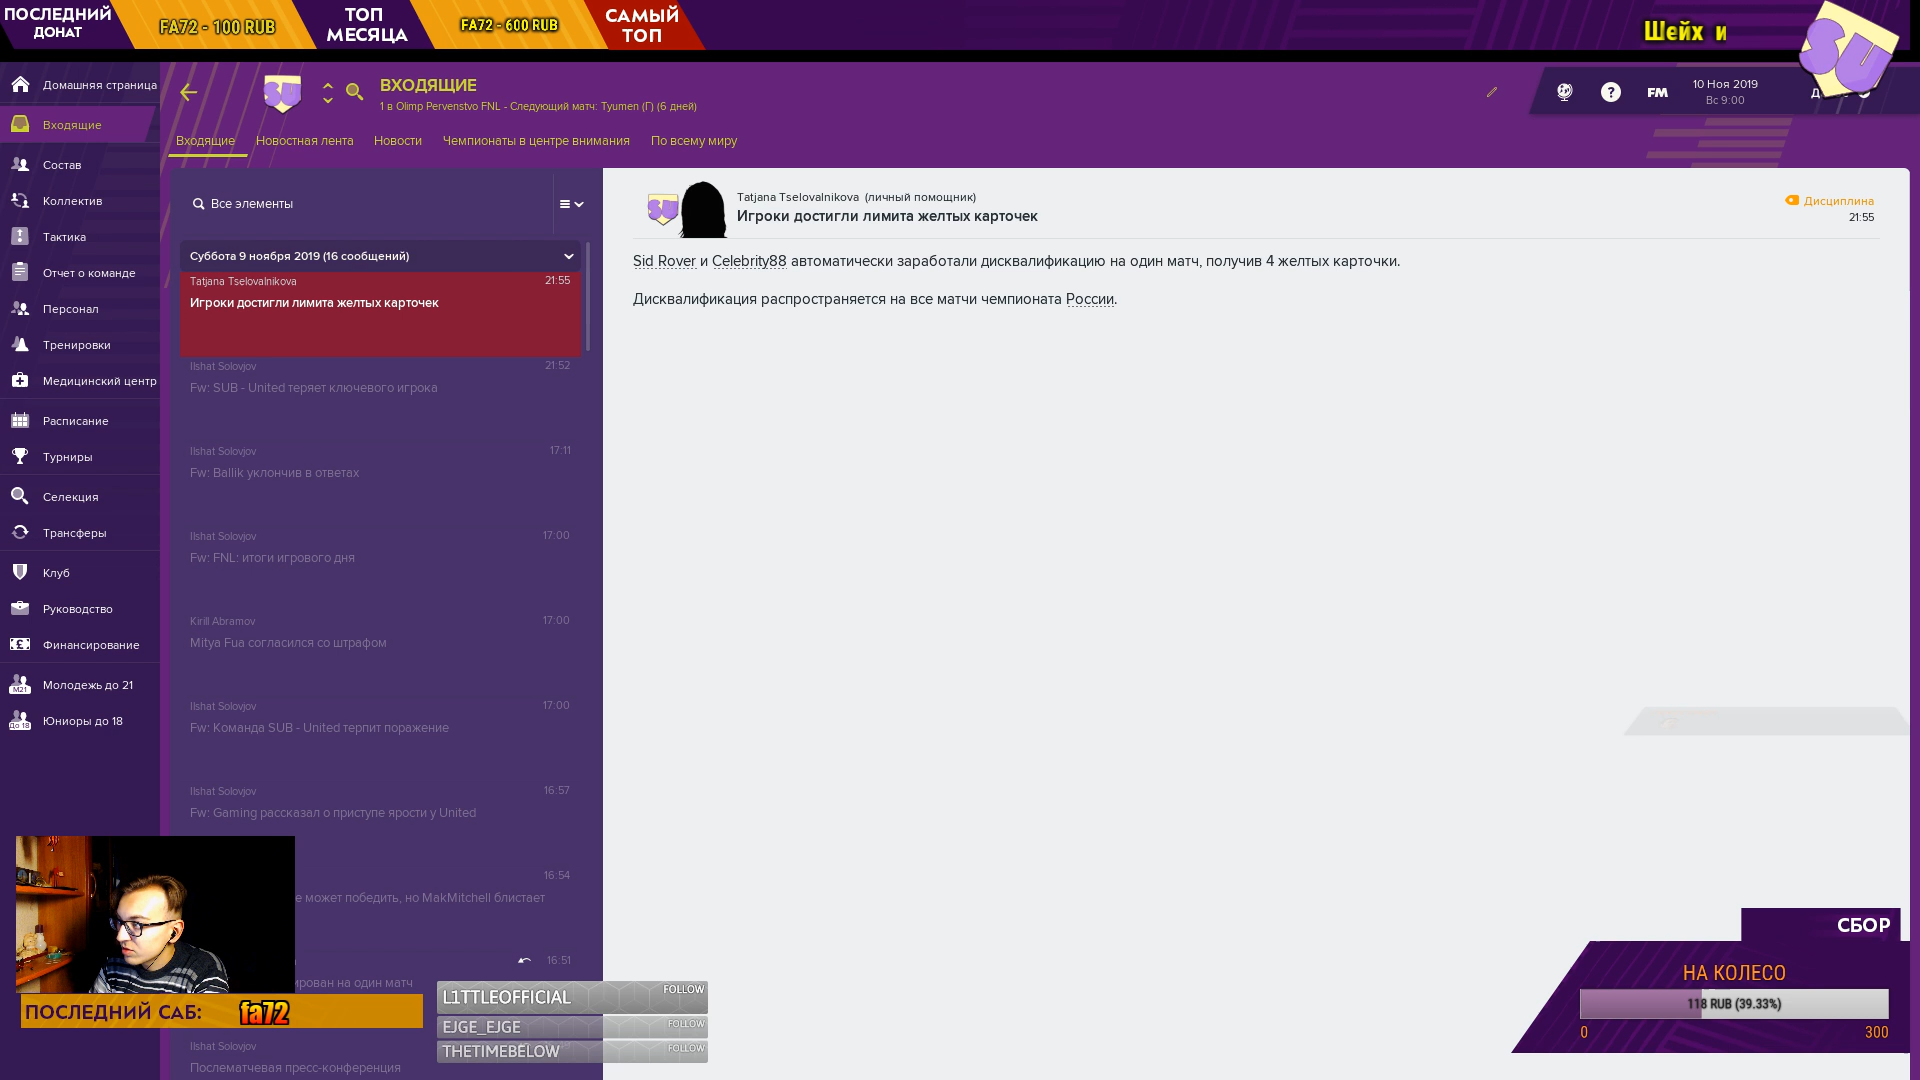 ПОСЛЕДНИЙ ДОНАТ
FA72 - 100 RUB
ТОП МЕСЯЦА
FA72 - 600 RUB
САМЫЙ ТОП
Шейх и
SU
Домашняя страница
Входящие
Состав
Коллектив
Тактика
Отчет о команде
Персонал
Тренировки
Медицинский центр
Расписание
Турниры
Селекция
Трансферы
Клуб
Руководство
Финансирование
Молодежь до 21
Юниоры до 18
ВХОДЯЩИЕ
1 в Olimp Pervenstvo FNL - Следующий матч: Tyumen (Г) (6 дней)
FM
10 Ноя 2019
Вс 9:00
Входящие
Новостная лента
Новости
Чемпионаты в центре внимания
По всему миру
Все элементы
Суббота 9 ноября 2019 (16 сообщений)
Tatjana Tselovalnikova 21:55
Игроки достигли лимита желтых карточек
Ilshat Solovjov 21:52
Fw: SUB - United теряет ключевого игрока
Ilshat Solovjov 17:11
Fw: Ballik уклончив в ответах
Ilshat Solovjov 17:00
Fw: FNL: итоги игрового дня
Kirill Abramov 17:00
Mitya Fua согласился со штрафом
Ilshat Solovjov 17:00
Fw: Команда SUB - United терпит поражение
Ilshat Solovjov 16:57
Fw: Gaming рассказал о приступе ярости у United
16:54
е может победить, но MakMitchell блистает
16:51
ирован на один матч
Ilshat Solovjov
Послематчевая пресс-конференция
Tatjana Tselovalnikova (личный помощник)
Игроки достигли лимита желтых карточек
Дисциплина
21:55
Sid Rover и Celebrity88 автоматически заработали дисквалификацию на один матч, получив 4 желтых карточки.
Дисквалификация распространяется на все матчи чемпионата России.
ПОСЛЕДНИЙ САБ: fa72
L1TTLEOFFICIAL FOLLOW
EJGE_EJGE FOLLOW
THETIMEBELOW FOLLOW
СБОР
НА КОЛЕСО
118 RUB (39.33%)
0 300